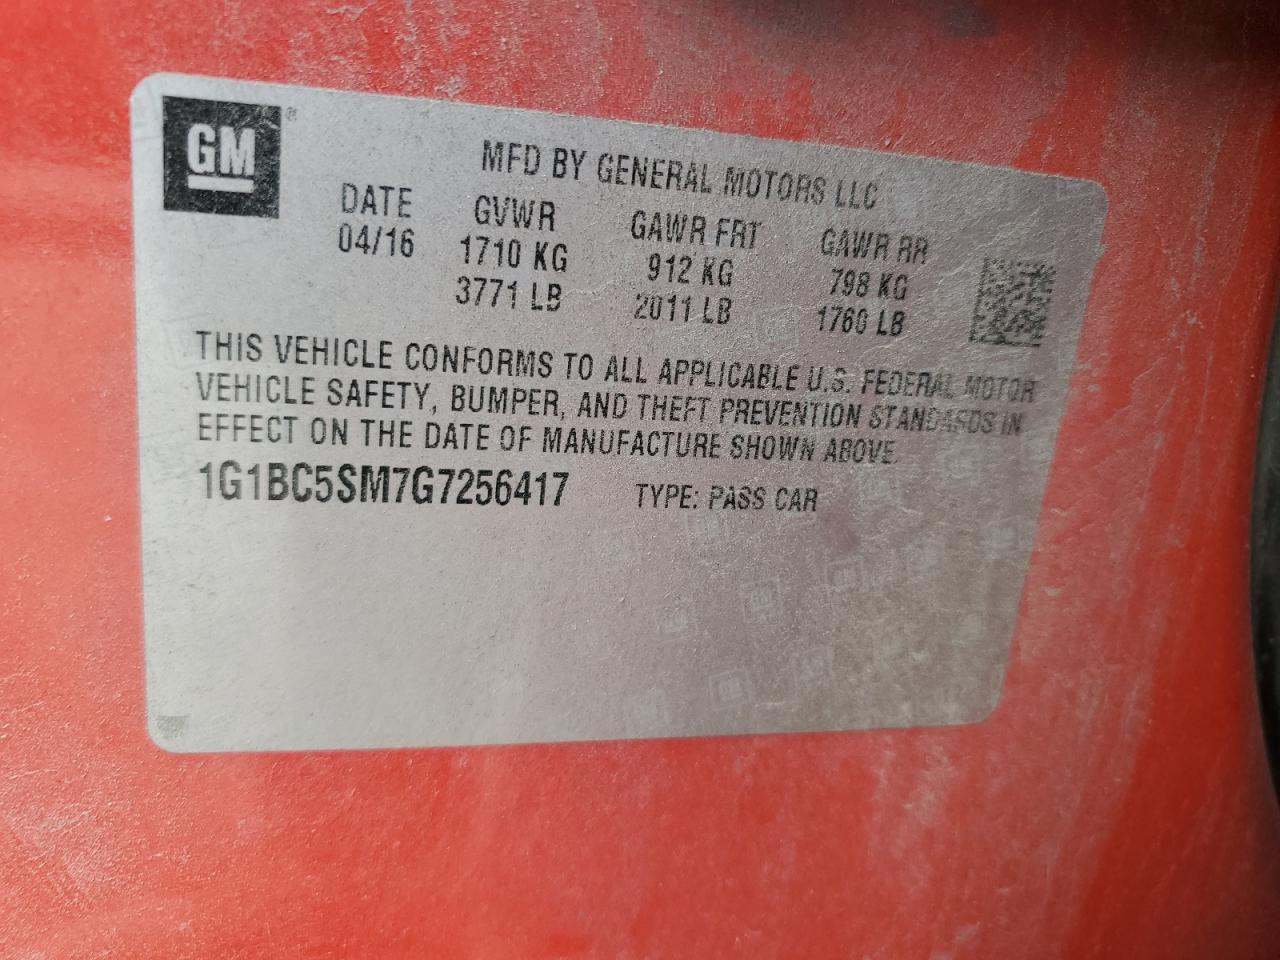 GM ®
MFD BY GENERAL MOTORS LLC
DATE GVWR GAWR FRT GAWR RR
04/16 1710 KG 912 KG 798 KG
3771 LB 2011 LB 1760 LB
THIS VEHICLE CONFORMS TO ALL APPLICABLE U.S. FEDERAL MOTOR
VEHICLE SAFETY, BUMPER, AND THEFT PREVENTION STANDARDS IN
EFFECT ON THE DATE OF MANUFACTURE SHOWN ABOVE.
1G1BC5SM7G7256417 TYPE: PASS CAR